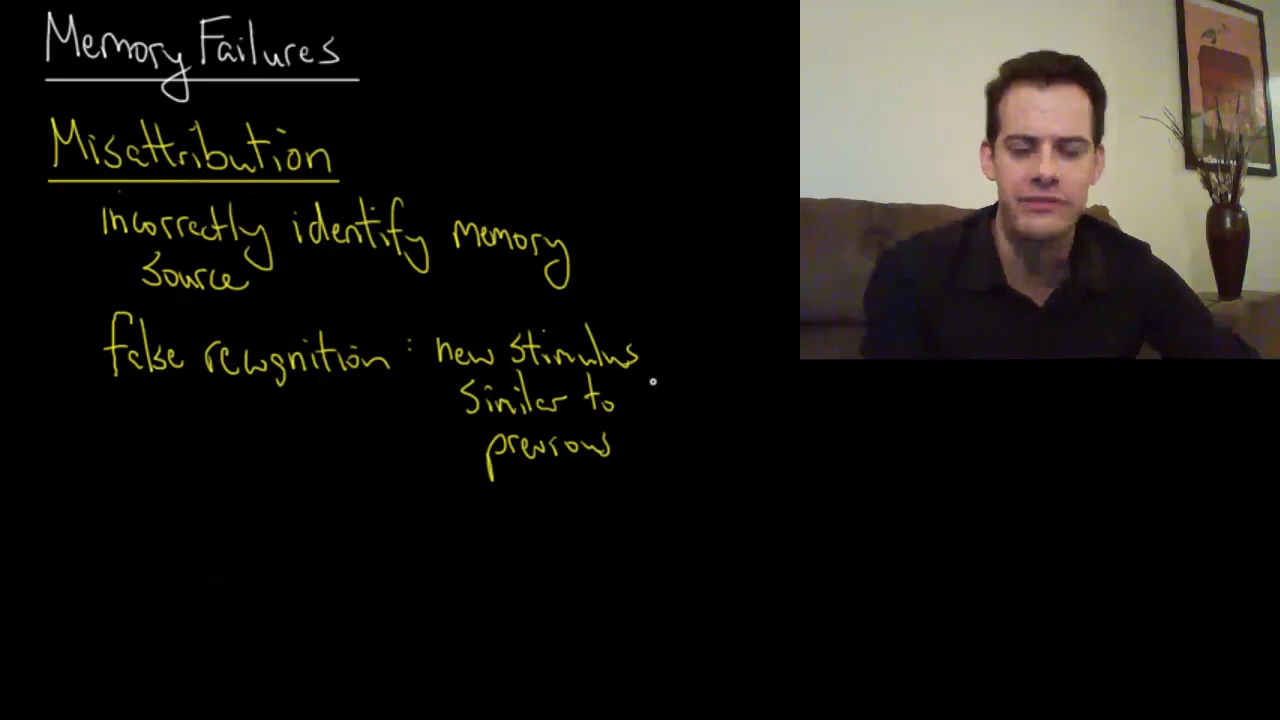 Memory Failures
Misattribution
incorrectly identify memory
source
false recognition : new stimulus
similar to
previous